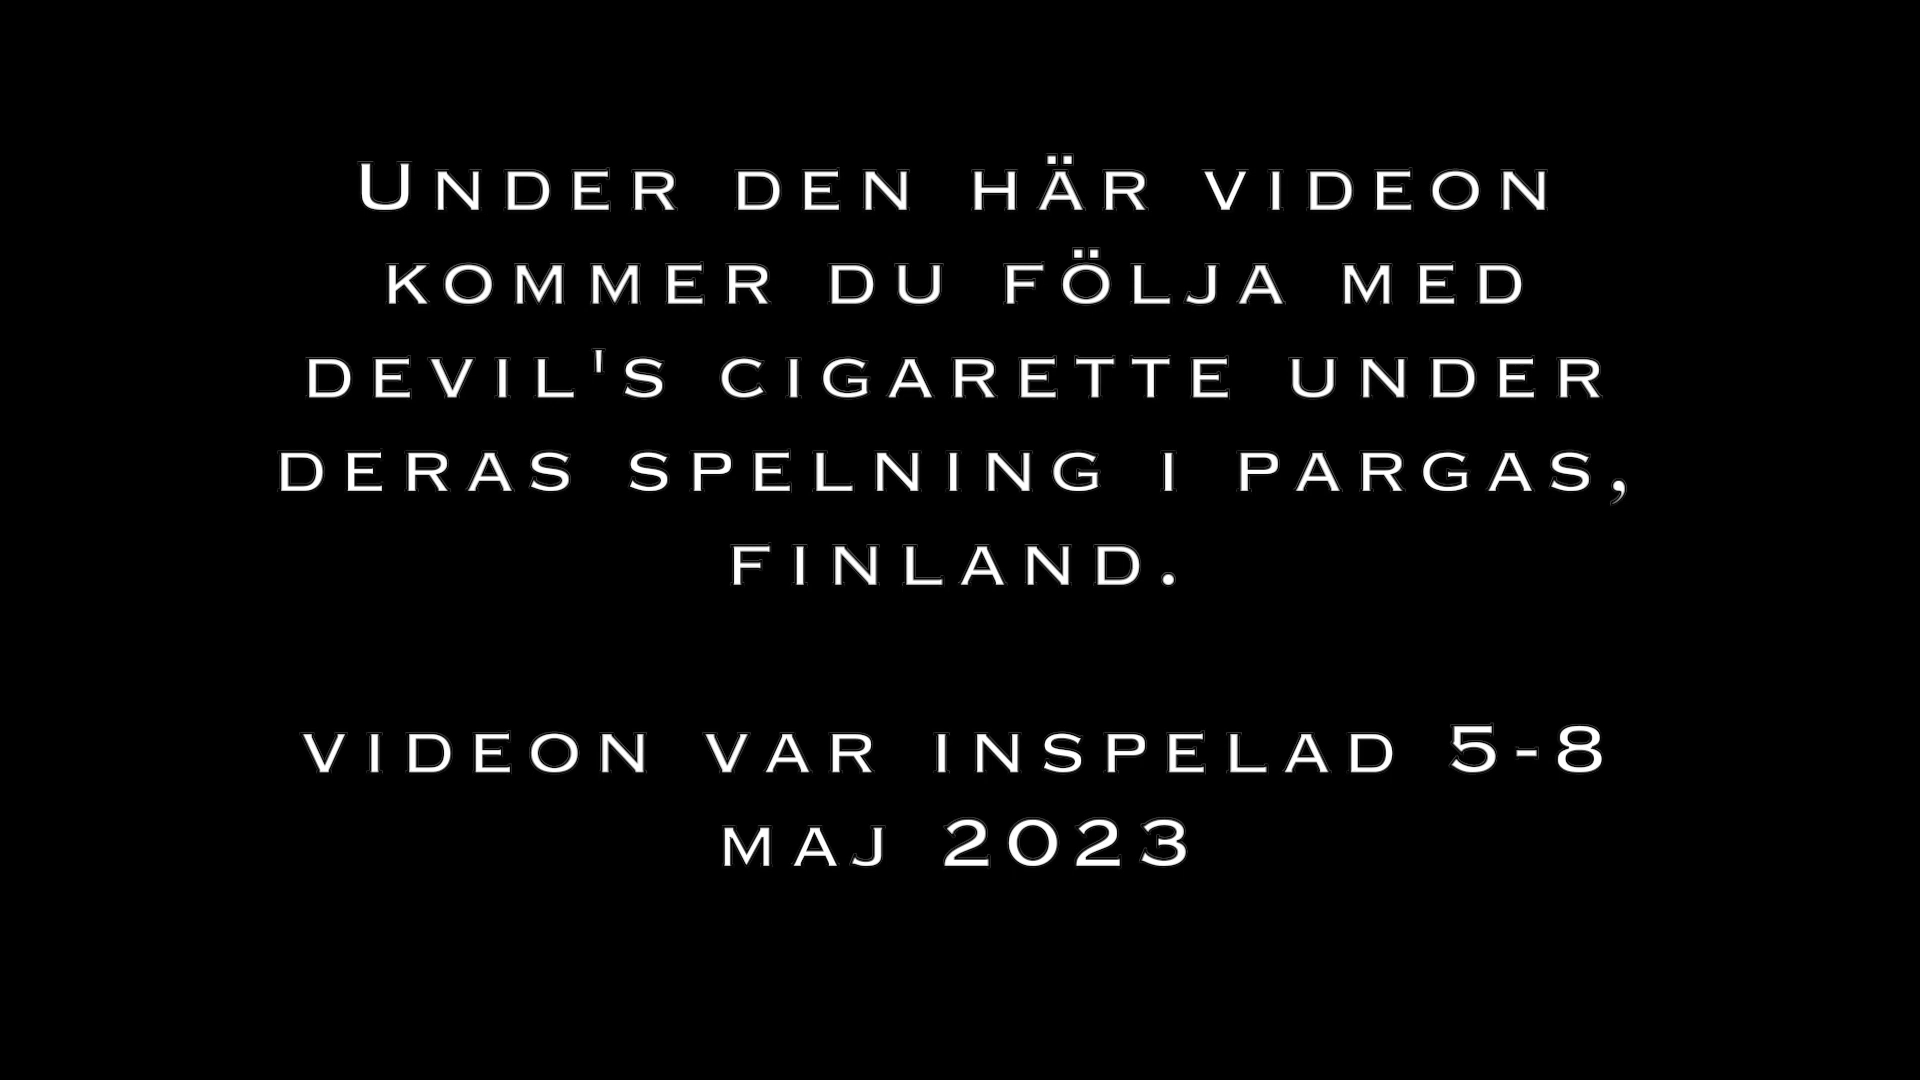 Under den här videon
kommer du följa med
devil's cigarette under
deras spelning i pargas,
finland.
videon var inspelad 5-8
maj 2023